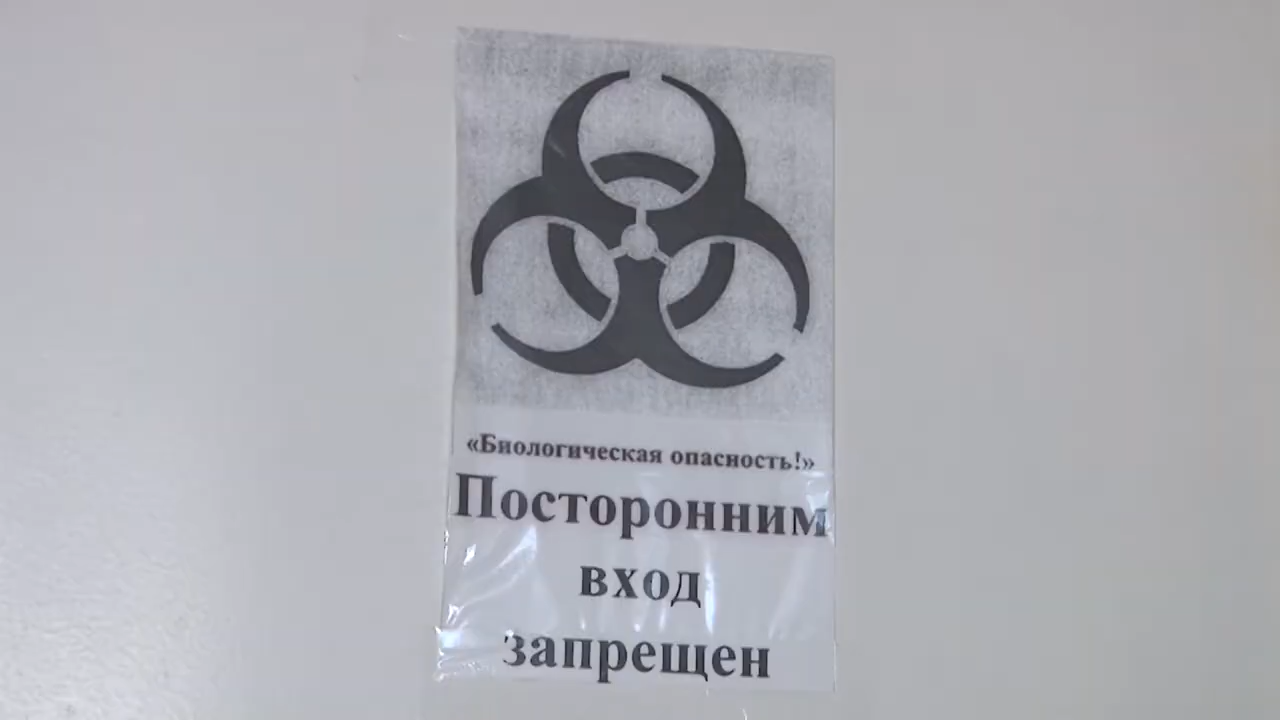 «Биологическая опасность!»
Посторонним
вход
запрещен